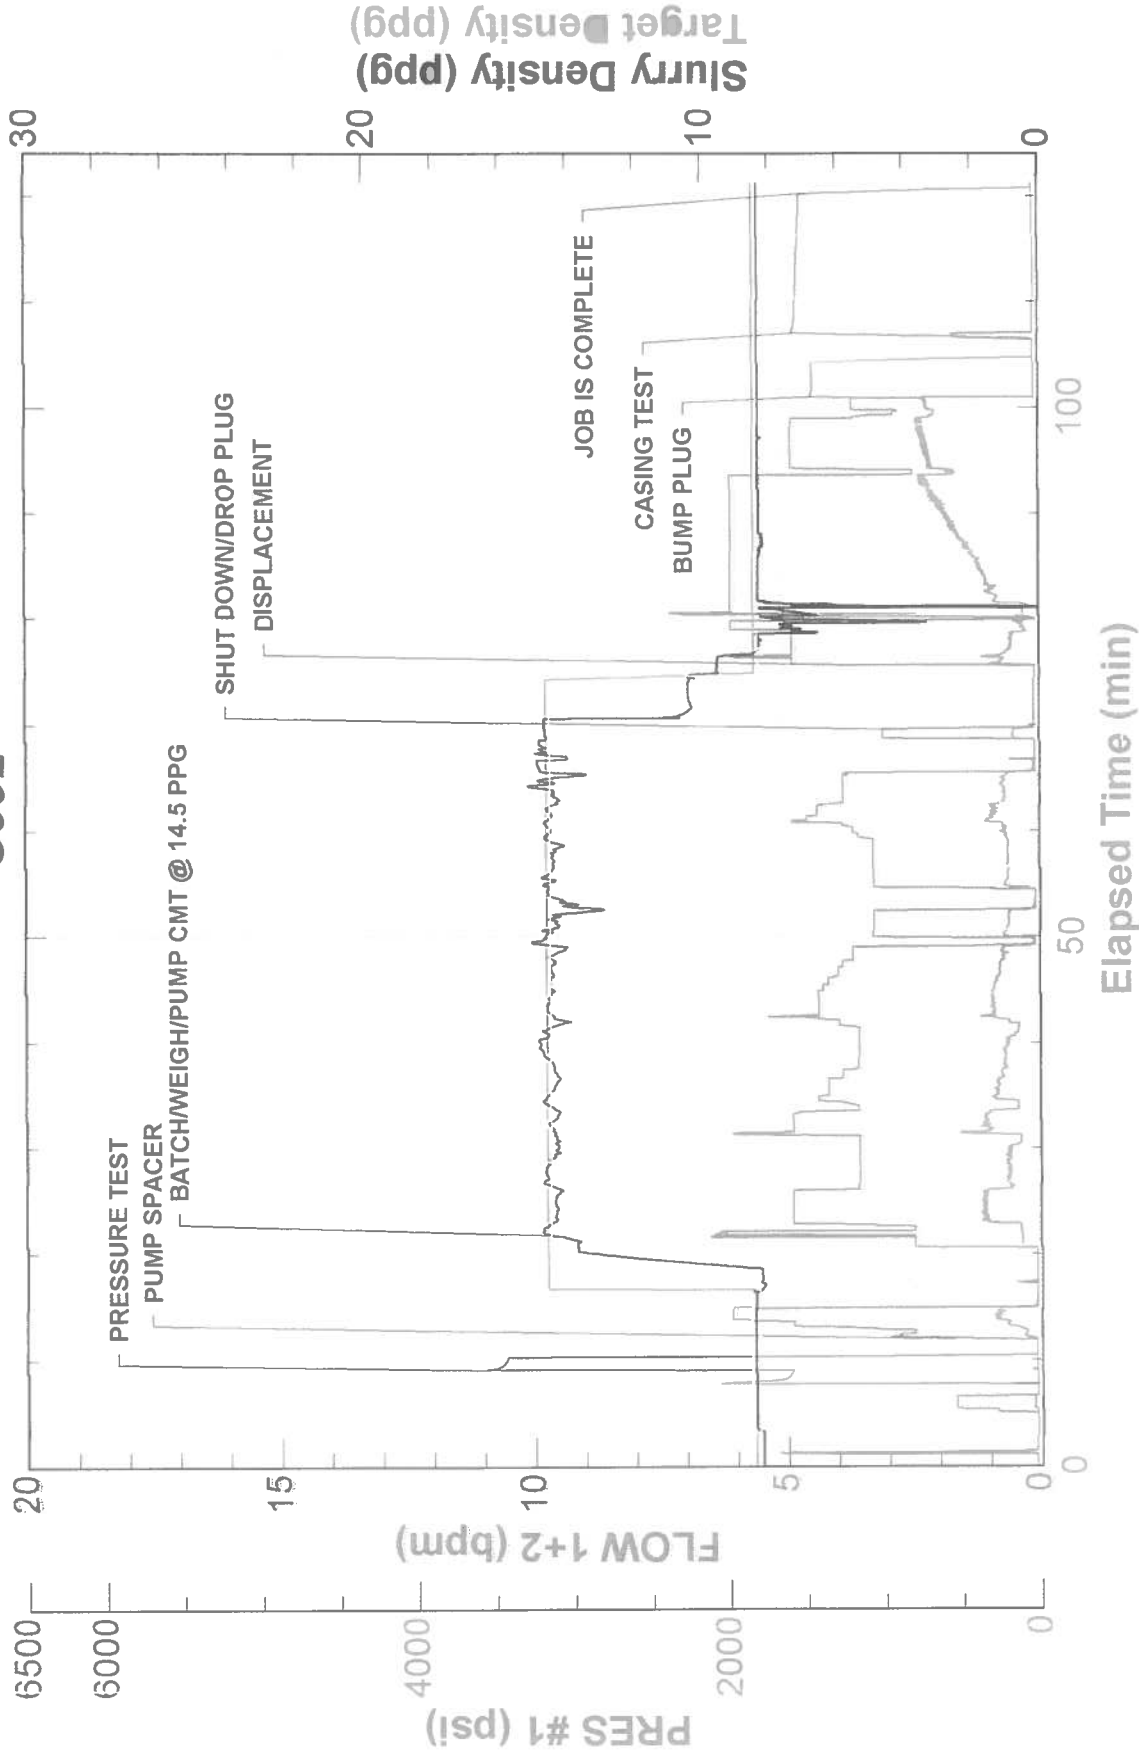 PRESSURE TEST
PUMP SPACER
BATCH/WEIGH/PUMP CMT @ 14.5 PPG
SHUT DOWN/DROP PLUG
DISPLACEMENT
JOB IS COMPLETE
CASING TEST
BUMP PLUG
PRES #1 (psi)
6500
6000
4000
2000
0
FLOW 1+2 (bpm)
20
15
10
5
0
Slurry Density (ppg)
Target Density (ppg)
30
20
10
0
0
50
100
Elapsed Time (min)